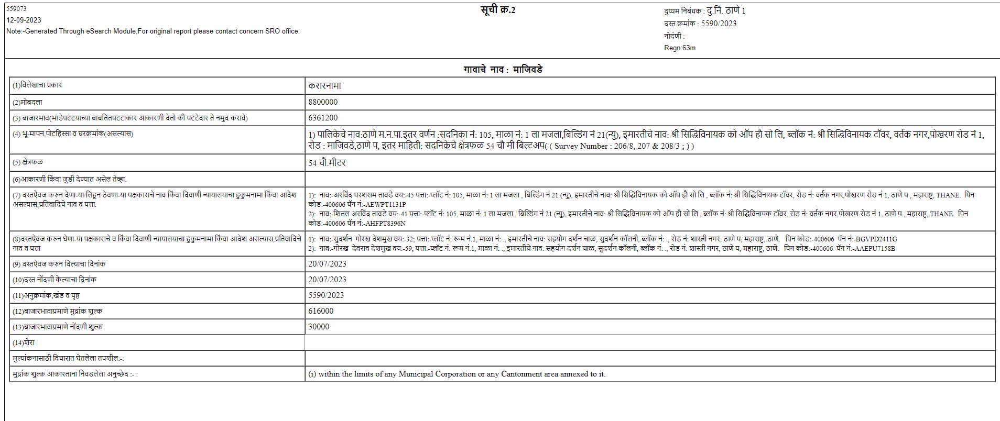 559073
12-09-2023
Note:-Generated Through eSearch Module,For original report please contact concern SRO office.
सूची क्र.2
दुय्यम निबंधक : दु.नि. ठाणे 1
दस्त क्रमांक : 5590/2023
नोदंणी :
Regn:63m
गावाचे नाव : माजिवडे
(1)विलेखाचा प्रकार
करारनामा
(2)मोबदला
8800000
(3) बाजारभाव(भाडेपटटयाच्या बाबतितपटटाकार आकारणी देतो की पटटेदार ते नमुद करावे)
6361200
(4) भू-मापन,पोटहिस्सा व घरक्रमांक(असल्यास)
1) पालिकेचे नाव:ठाणे म.न.पा.इतर वर्णन :सदनिका नं: 105, माळा नं: 1 ला मजला,बिल्डिंग नं 21(न्यु), इमारतीचे नाव: श्री सिद्धिविनायक को ऑप हौ सो लि, ब्लॉक नं: श्री सिद्धिविनायक टॉवर, वर्तक नगर,पोखरण रोड नं 1,
रोड : माजिवडे,ठाणे प, इतर माहिती: सदनिकेचे क्षेत्रफळ 54 चौ मी बिल्टअप( ( Survey Number : 206/8, 207 & 208/3 ; ) )
(5) क्षेत्रफळ
54 चौ.मीटर
(6)आकारणी किंवा जुडी देण्यात असेल तेव्हा.
(7) दस्तऐवज करुन देणा-या/लिहून ठेवणा-या पक्षकाराचे नाव किंवा दिवाणी न्यायालयाचा हुकुमनामा किंवा आदेश
असल्यास,प्रतिवादिचे नाव व पत्ता.
1): नाव:-अरविंद परशराम तावडे वय:-45 पत्ता:-प्लॉट नं: 105, माळा नं: 1 ला मजला , बिल्डिंग नं 21 (न्यु), इमारतीचे नाव: श्री सिद्धिविनायक को ऑप हौ सो लि , ब्लॉक नं: श्री सिद्धिविनायक टॉवर, रोड नं: वर्तक नगर,पोखरण रोड नं 1, ठाणे प , महाराष्ट्र, THANE. पिन
कोड:-400606 पॅन नं:-AEWPT1131P
2): नाव:-शितल अरविंद तावडे वय:-41 पत्ता:-प्लॉट नं: 105, माळा नं: 1 ला मजला , बिल्डिंग नं 21 (न्यु), इमारतीचे नाव: श्री सिद्धिविनायक को ऑप हौ सो लि , ब्लॉक नं: श्री सिद्धिविनायक टॉवर, रोड नं: वर्तक नगर,पोखरण रोड नं 1, ठाणे प , महाराष्ट्र, THANE. पिन
कोड:-400606 पॅन नं:-AHFPT8396N
(8)दस्तऐवज करुन घेणा-या पक्षकाराचे व किंवा दिवाणी न्यायालयाचा हुकुमनामा किंवा आदेश असल्यास,प्रतिवादिचे
नाव व पत्ता
1): नाव:-सुदर्शन गोरख देशमुख वय:-32; पत्ता:-प्लॉट नं: रूम नं.1, माळा नं: ., इमारतीचे नाव: सहयोग दर्शन चाळ, सुदर्शन कॉलनी, ब्लॉक नं: ., रोड नं: शास्त्री नगर, ठाणे प, महाराष्ट्र, ठाणे. पिन कोड:-400606 पॅन नं:-BGVPD2411G
2): नाव:-गोरख देवराव देशमुख वय:-59; पत्ता:-प्लॉट नं: रूम नं.1, माळा नं: ., इमारतीचे नाव: सहयोग दर्शन चाळ, सुदर्शन कॉलनी, ब्लॉक नं: ., रोड नं: शास्त्री नगर, ठाणे प, महाराष्ट्र, ठाणे. पिन कोड:-400606 पॅन नं:-AAEPU7158B
(9) दस्तऐवज करुन दिल्याचा दिनांक
20/07/2023
(10)दस्त नोंदणी केल्याचा दिनांक
20/07/2023
(11)अनुक्रमांक,खंड व पृष्ठ
5590/2023
(12)बाजारभावाप्रमाणे मुद्रांक शुल्क
616000
(13)बाजारभावाप्रमाणे नोंदणी शुल्क
30000
(14)शेरा
मुल्यांकनासाठी विचारात घेतलेला तपशील:-:
मुद्रांक शुल्क आकारताना निवडलेला अनुच्छेद :- :
(i) within the limits of any Municipal Corporation or any Cantonment area annexed to it.